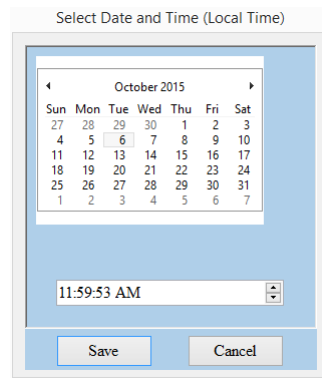 Select Date and Time (Local Time)
October 2015
Sun Mon Tue Wed Thu Fri Sat
27 28 29 30 1 2 3
4 5 6 7 8 9 10
11 12 13 14 15 16 17
18 19 20 21 22 23 24
25 26 27 28 29 30 31
1 2 3 4 5 6 7
11:59:53 AM
Save Cancel